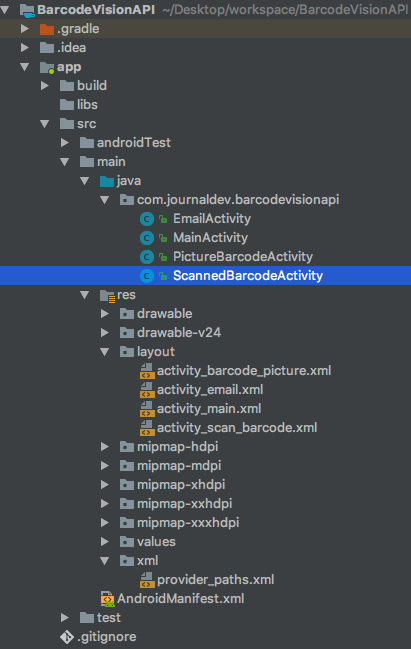 BarcodeVisionAPI ~/Desktop/workspace/BarcodeVisionAPI
.gradle
.idea
app
build
libs
src
androidTest
main
java
com.journaldev.barcodevisionapi
EmailActivity
MainActivity
PictureBarcodeActivity
ScannedBarcodeActivity
res
drawable
drawable-v24
layout
activity_barcode_picture.xml
activity_email.xml
activity_main.xml
activity_scan_barcode.xml
mipmap-hdpi
mipmap-mdpi
mipmap-xhdpi
mipmap-xxhdpi
mipmap-xxxhdpi
values
xml
provider_paths.xml
AndroidManifest.xml
test
.gitignore